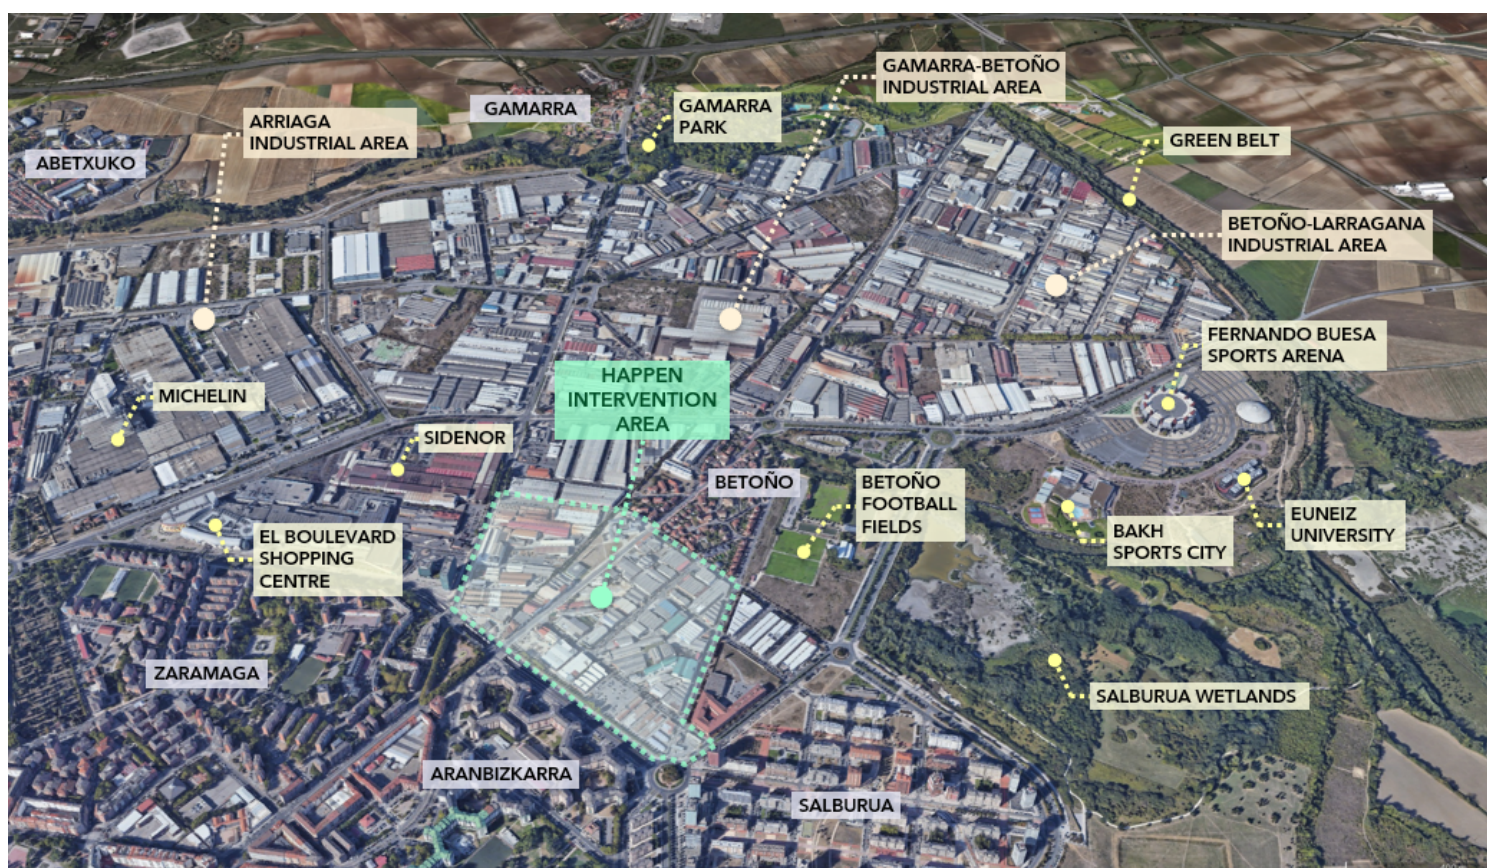 GAMARRA-BETOÑO
INDUSTRIAL AREA
GAMARRA
GAMARRA
PARK
ARRIAGA
INDUSTRIAL AREA
GREEN BELT
ABETXUKO
BETOÑO-LARRAGANA
INDUSTRIAL AREA
FERNANDO BUESA
SPORTS ARENA
HAPPEN
INTERVENTION
AREA
MICHELIN
SIDENOR
BETOÑO
BETOÑO
FOOTBALL
FIELDS
EUNEIZ
UNIVERSITY
BAKH
SPORTS CITY
EL BOULEVARD
SHOPPING
CENTRE
ZARAMAGA
SALBURUA WETLANDS
ARANBIZKARRA
SALBURUA